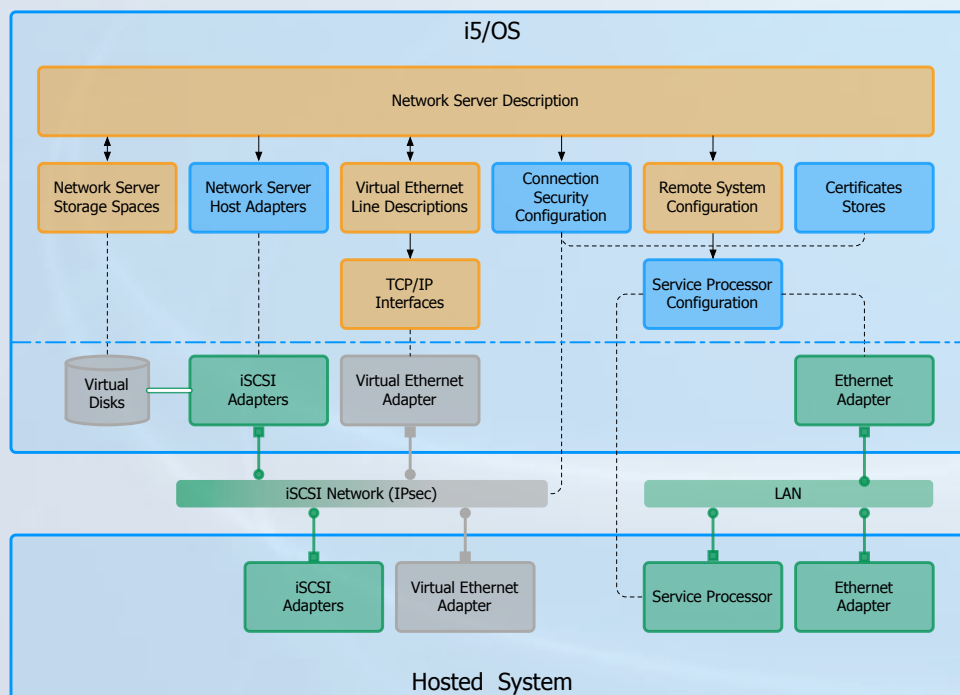 i5/OS
Network Server Description
Network Server
Storage Spaces
Network Server
Host Adapters
Virtual Ethernet
Line Descriptions
Connection
Security
Configuration
Remote System
Configuration
Certificates
Stores
TCP/IP
Interfaces
Service Processor
Configuration
Virtual
Disks
iSCSI
Adapters
Virtual Ethernet
Adapter
Ethernet
Adapter
iSCSI Network (IPsec)
LAN
iSCSI
Adapters
Virtual Ethernet
Adapter
Service Processor
Ethernet
Adapter
Hosted System